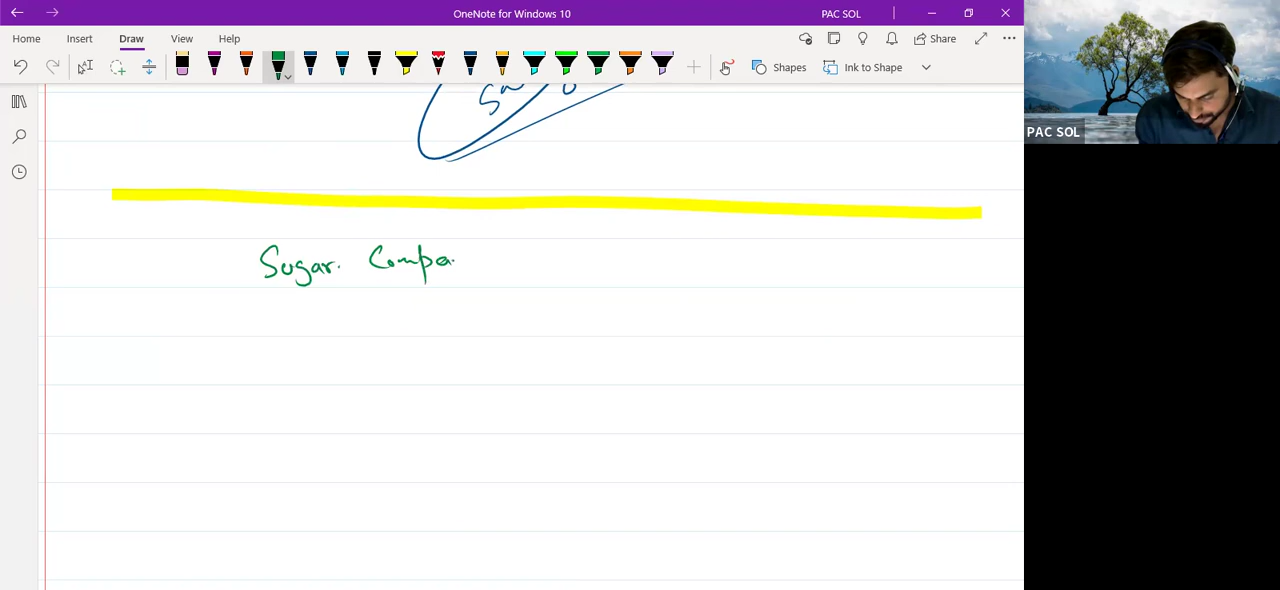 OneNote for Windows 10
PAC SOL
Home Insert Draw View Help
Share
Shapes
Ink to Shape
PAC SOL
Sugar. Compa